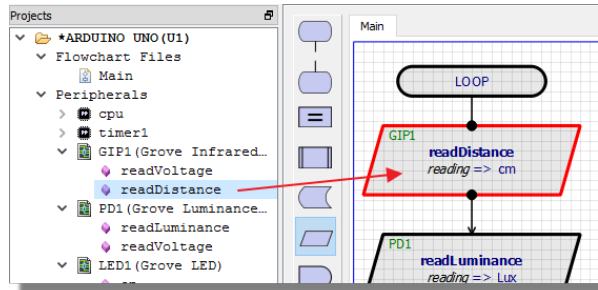 Projects
*ARDUINO UNO(U1)
Flowchart Files
Main
Peripherals
cpu
timer1
GIP1(Grove Infrared...
readVoltage
readDistance
PD1(Grove Luminance...
readLuminance
readVoltage
LED1(Grove LED)
on
Main
LOOP
GIP1
readDistance
reading => cm
PD1
readLuminance
reading => Lux